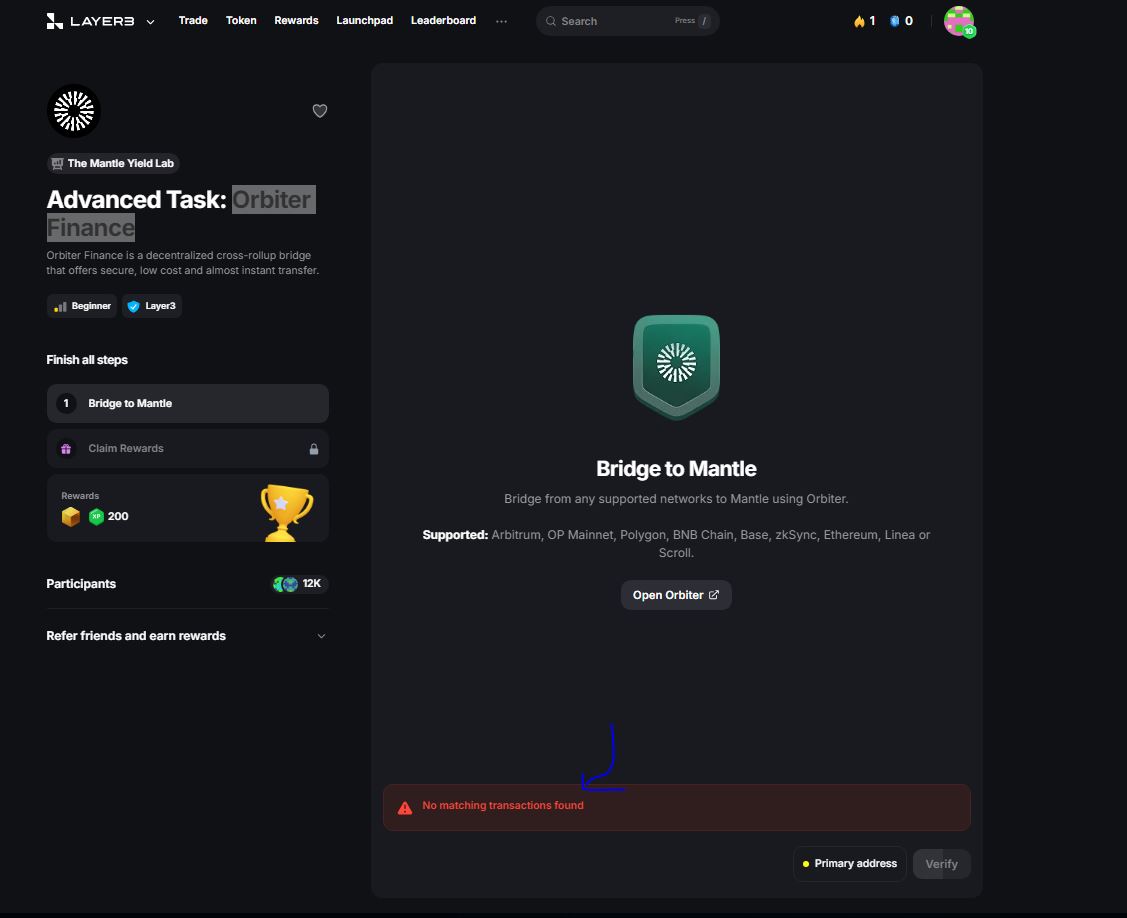 LAYER3
Trade
Token
Rewards
Launchpad
Leaderboard
...
Search
Press /
1
0
10
The Mantle Yield Lab
Advanced Task: Orbiter
Finance
Orbiter Finance is a decentralized cross-rollup bridge
that offers secure, low cost and almost instant transfer.
Beginner
Layer3
Finish all steps
1 Bridge to Mantle
Claim Rewards
Rewards
XP 200
Participants
12K
Refer friends and earn rewards
Bridge to Mantle
Bridge from any supported networks to Mantle using Orbiter.
Supported: Arbitrum, OP Mainnet, Polygon, BNB Chain, Base, zkSync, Ethereum, Linea or
Scroll.
Open Orbiter
No matching transactions found
Primary address
Verify